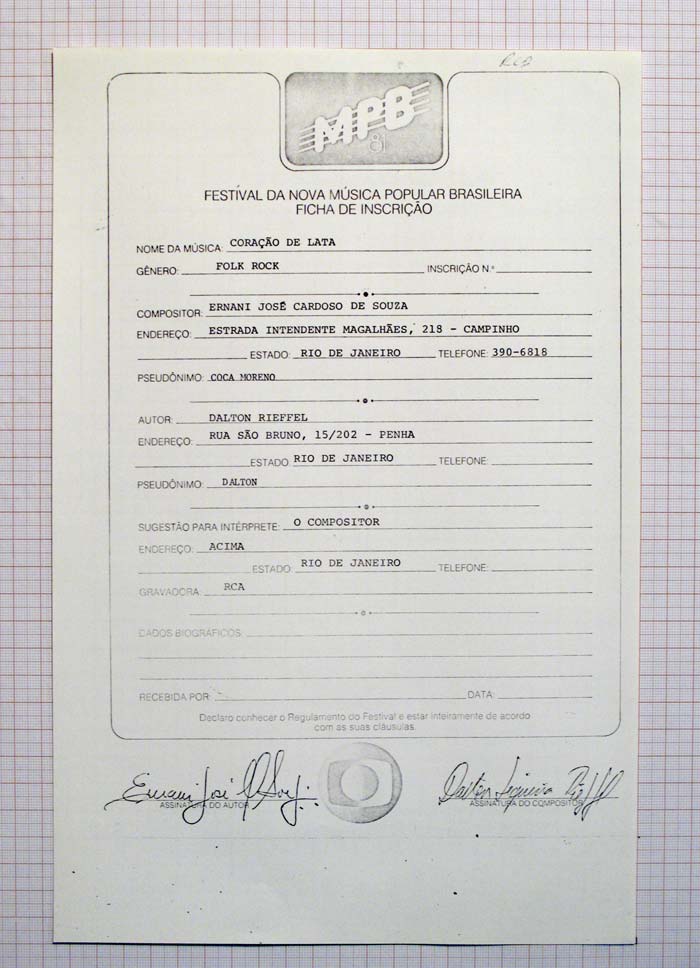 RCA
MPB
81
FESTIVAL DA NOVA MÚSICA POPULAR BRASILEIRA
FICHA DE INSCRIÇÃO
NOME DA MÚSICA: CORAÇÃO DE LATA
GÊNERO: FOLK ROCK INSCRIÇÃO N.º
COMPOSITOR: ERNANI JOSÉ CARDOSO DE SOUZA
ENDEREÇO: ESTRADA INTENDENTE MAGALHÃES, 218 - CAMPINHO
ESTADO: RIO DE JANEIRO TELEFONE: 390-6818
PSEUDÔNIMO: COCA MORENO
AUTOR: DALTON RIEFFEL
ENDEREÇO: RUA SÃO BRUNO, 15/202 - PENHA
ESTADO RIO DE JANEIRO TELEFONE:
PSEUDÔNIMO: DALTON
SUGESTÃO PARA INTÉRPRETE: O COMPOSITOR
ENDEREÇO: ACIMA
ESTADO: RIO DE JANEIRO TELEFONE:
GRAVADORA: RCA
DADOS BIOGRÁFICOS:
RECEBIDA POR: DATA:
Declaro conhecer o Regulamento do Festival e estar inteiramente de acordo
com as suas cláusulas.
Ernani José
ASSINATURA DO AUTOR
Dalton Siqueira
ASSINATURA DO COMPOSITOR